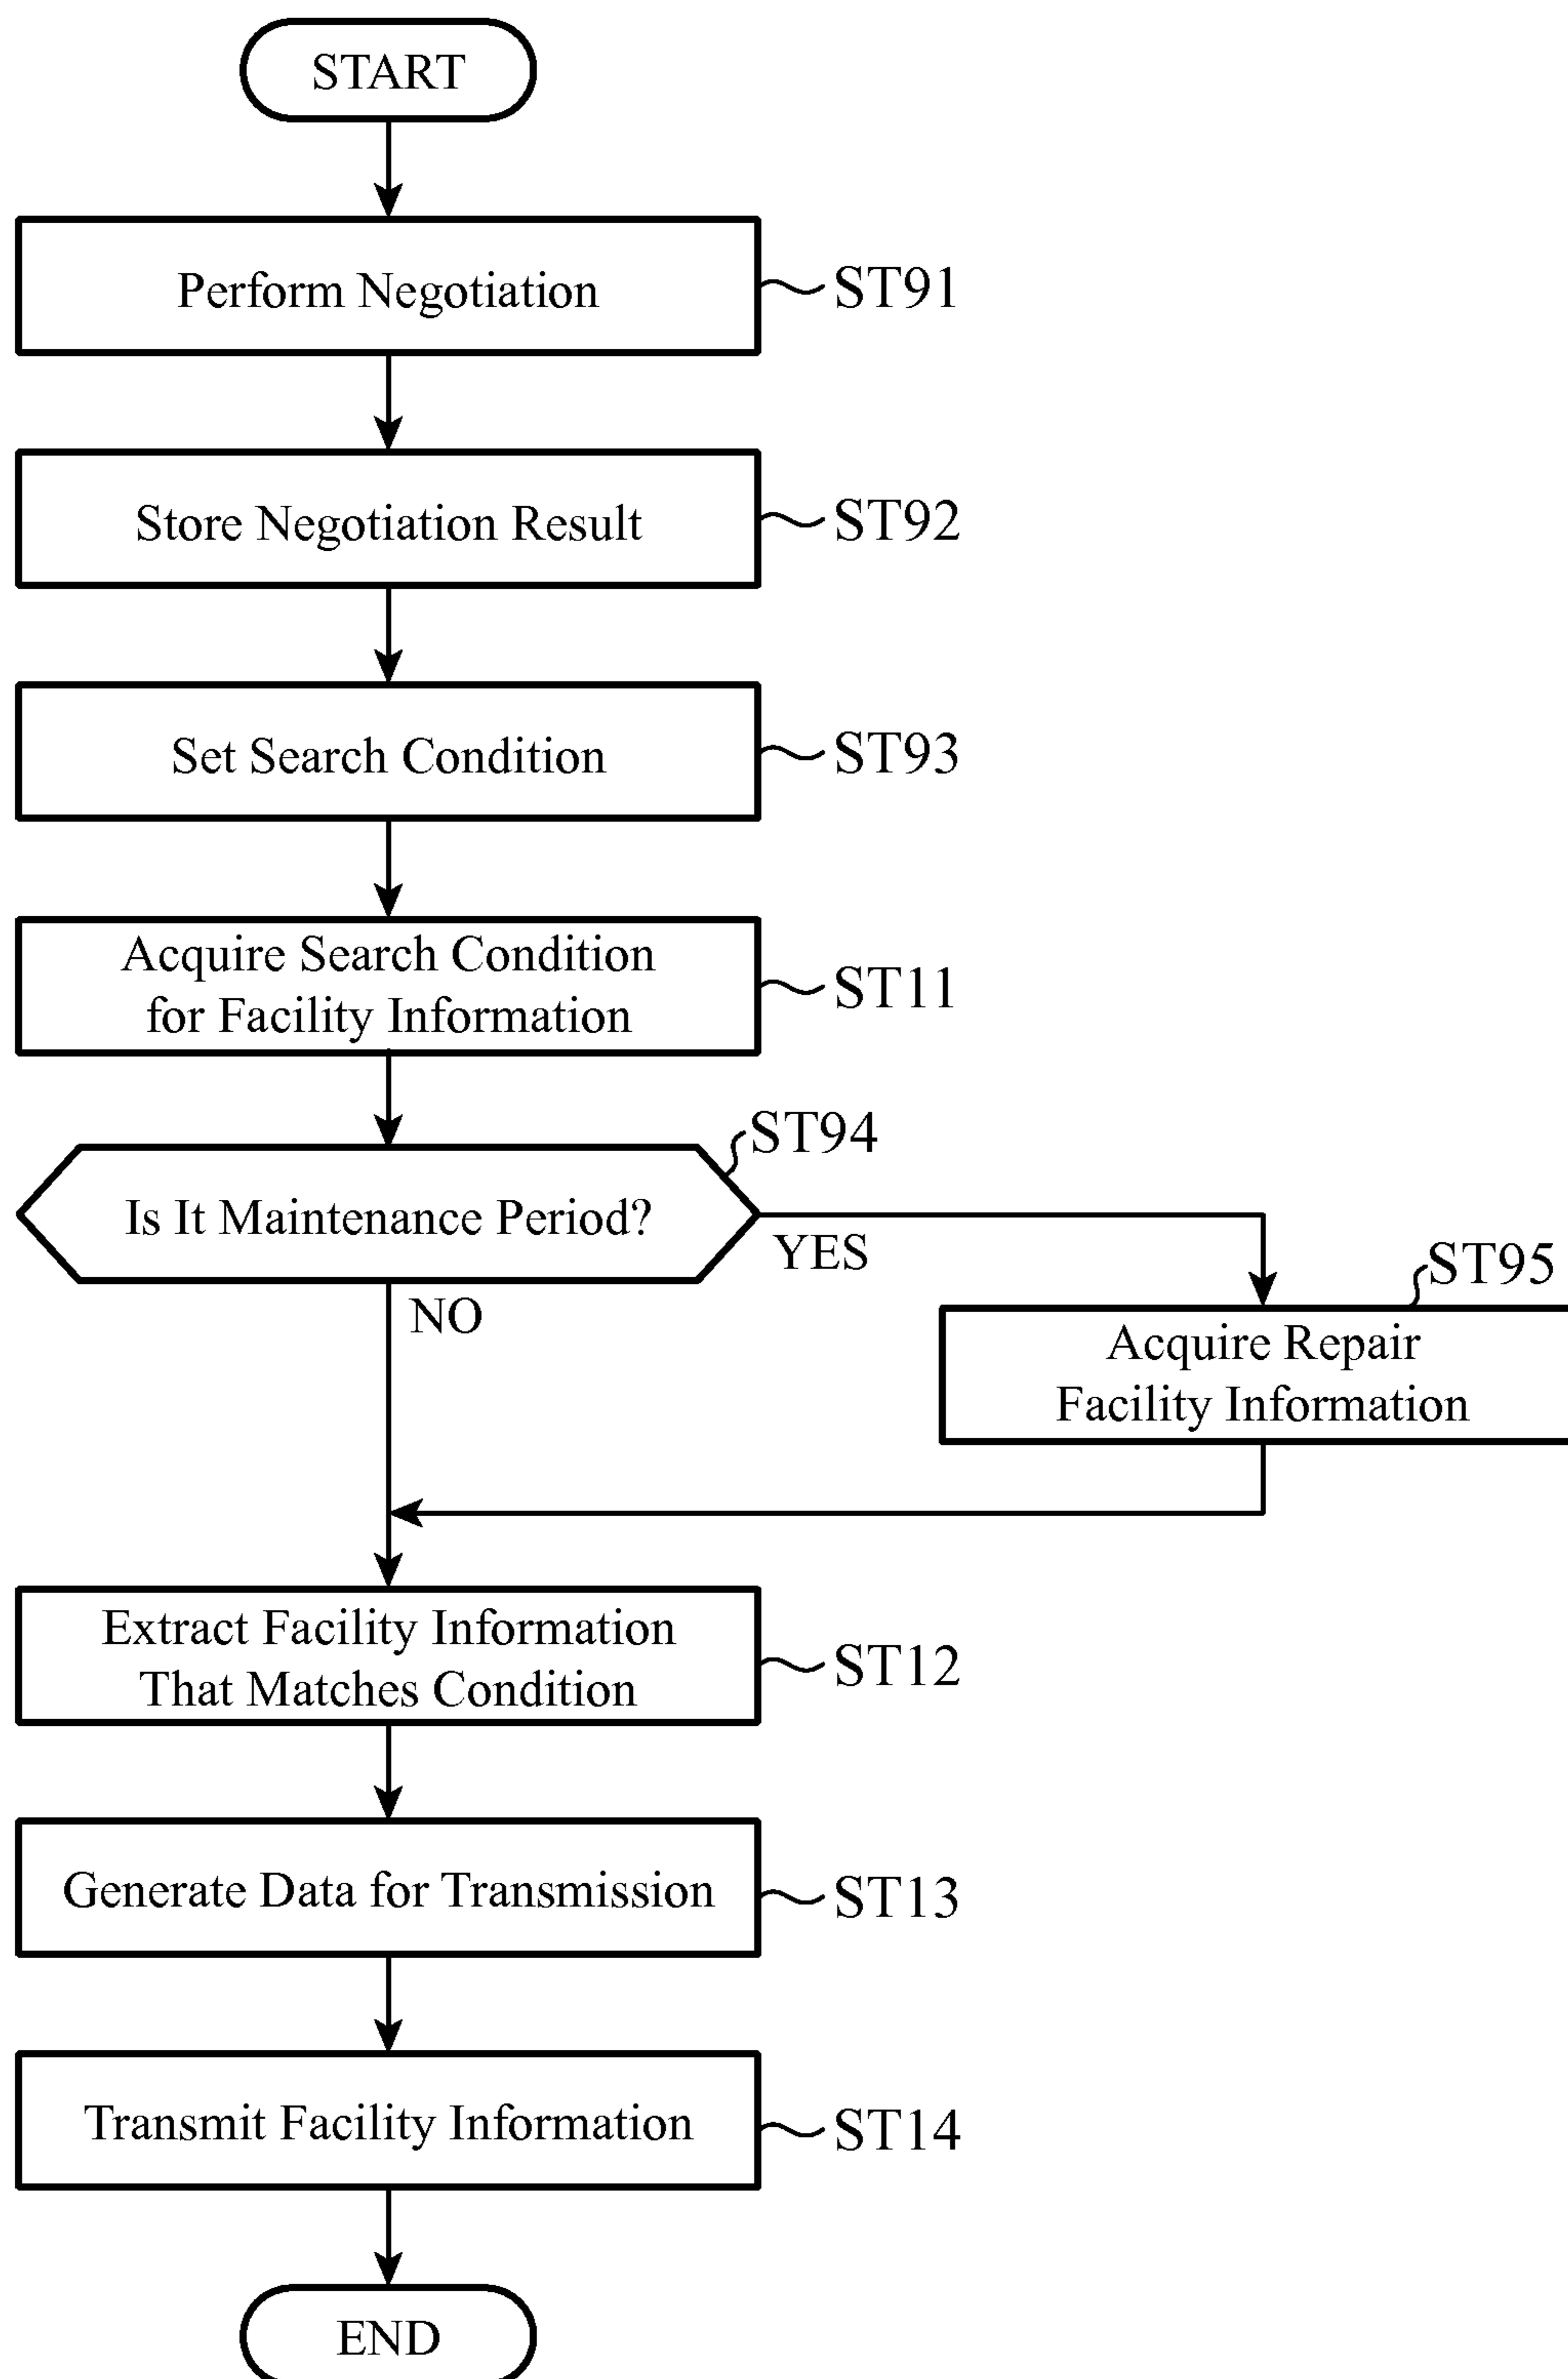 START
Perform Negotiation
ST91
Store Negotiation Result
ST92
Set Search Condition
ST93
Acquire Search Condition
for Facility Information
ST11
ST94
Is It Maintenance Period?
YES
NO
ST95
Acquire Repair
Facility Information
Extract Facility Information
That Matches Condition
ST12
Generate Data for Transmission
ST13
Transmit Facility Information
ST14
END